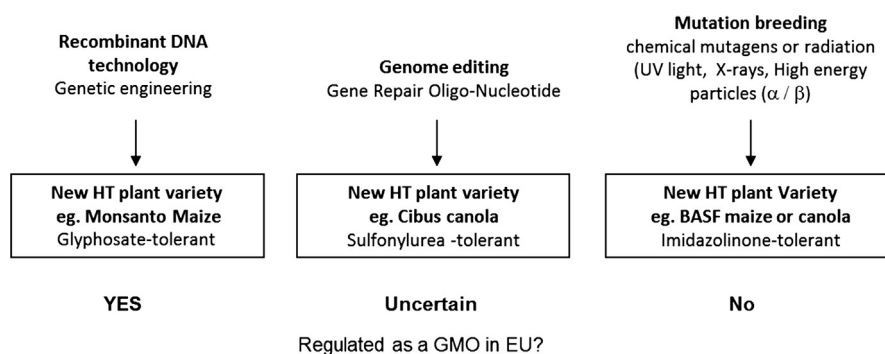 Recombinant DNA
technology
Genetic engineering
New HT plant variety
eg. Monsanto Maize
Glyphosate-tolerant
YES
Genome editing
Gene Repair Oligo-Nucleotide
New HT plant variety
eg. Cibus canola
Sulfonylurea -tolerant
Uncertain
Mutation breeding
chemical mutagens or radiation
(UV light,  X-rays, High energy
particles (α / β)
New HT plant Variety
eg. BASF maize or canola
Imidazolinone-tolerant
No
Regulated as a GMO in EU?